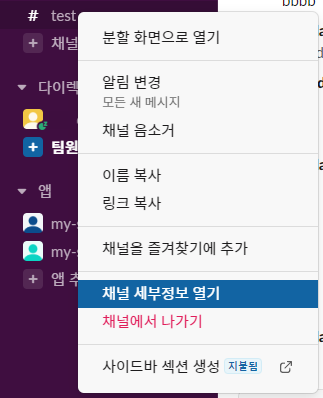 bbbb
# test
분할 화면으로 열기
+ 채널
알림 변경
모든 새 메시지
다이렉
채널 음소거
+ 팀원
이름 복사
앱
링크 복사
my-s
my-s
채널을 즐겨찾기에 추가
+ 앱 추
채널 세부정보 열기
채널에서 나가기
사이드바 섹션 생성 지불됨